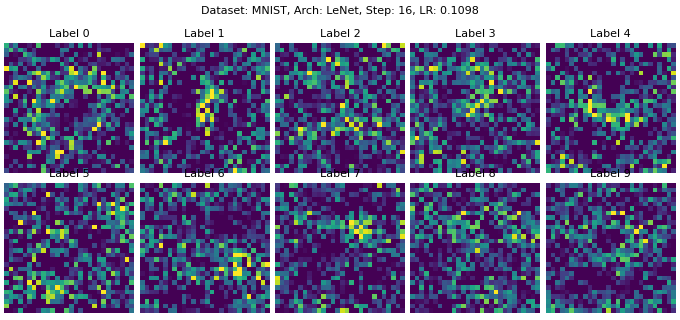 Dataset: MNIST, Arch: LeNet, Step: 16, LR: 0.1098
Label 0 Label 1 Label 2 Label 3 Label 4
Label 5 Label 6 Label 7 Label 8 Label 9